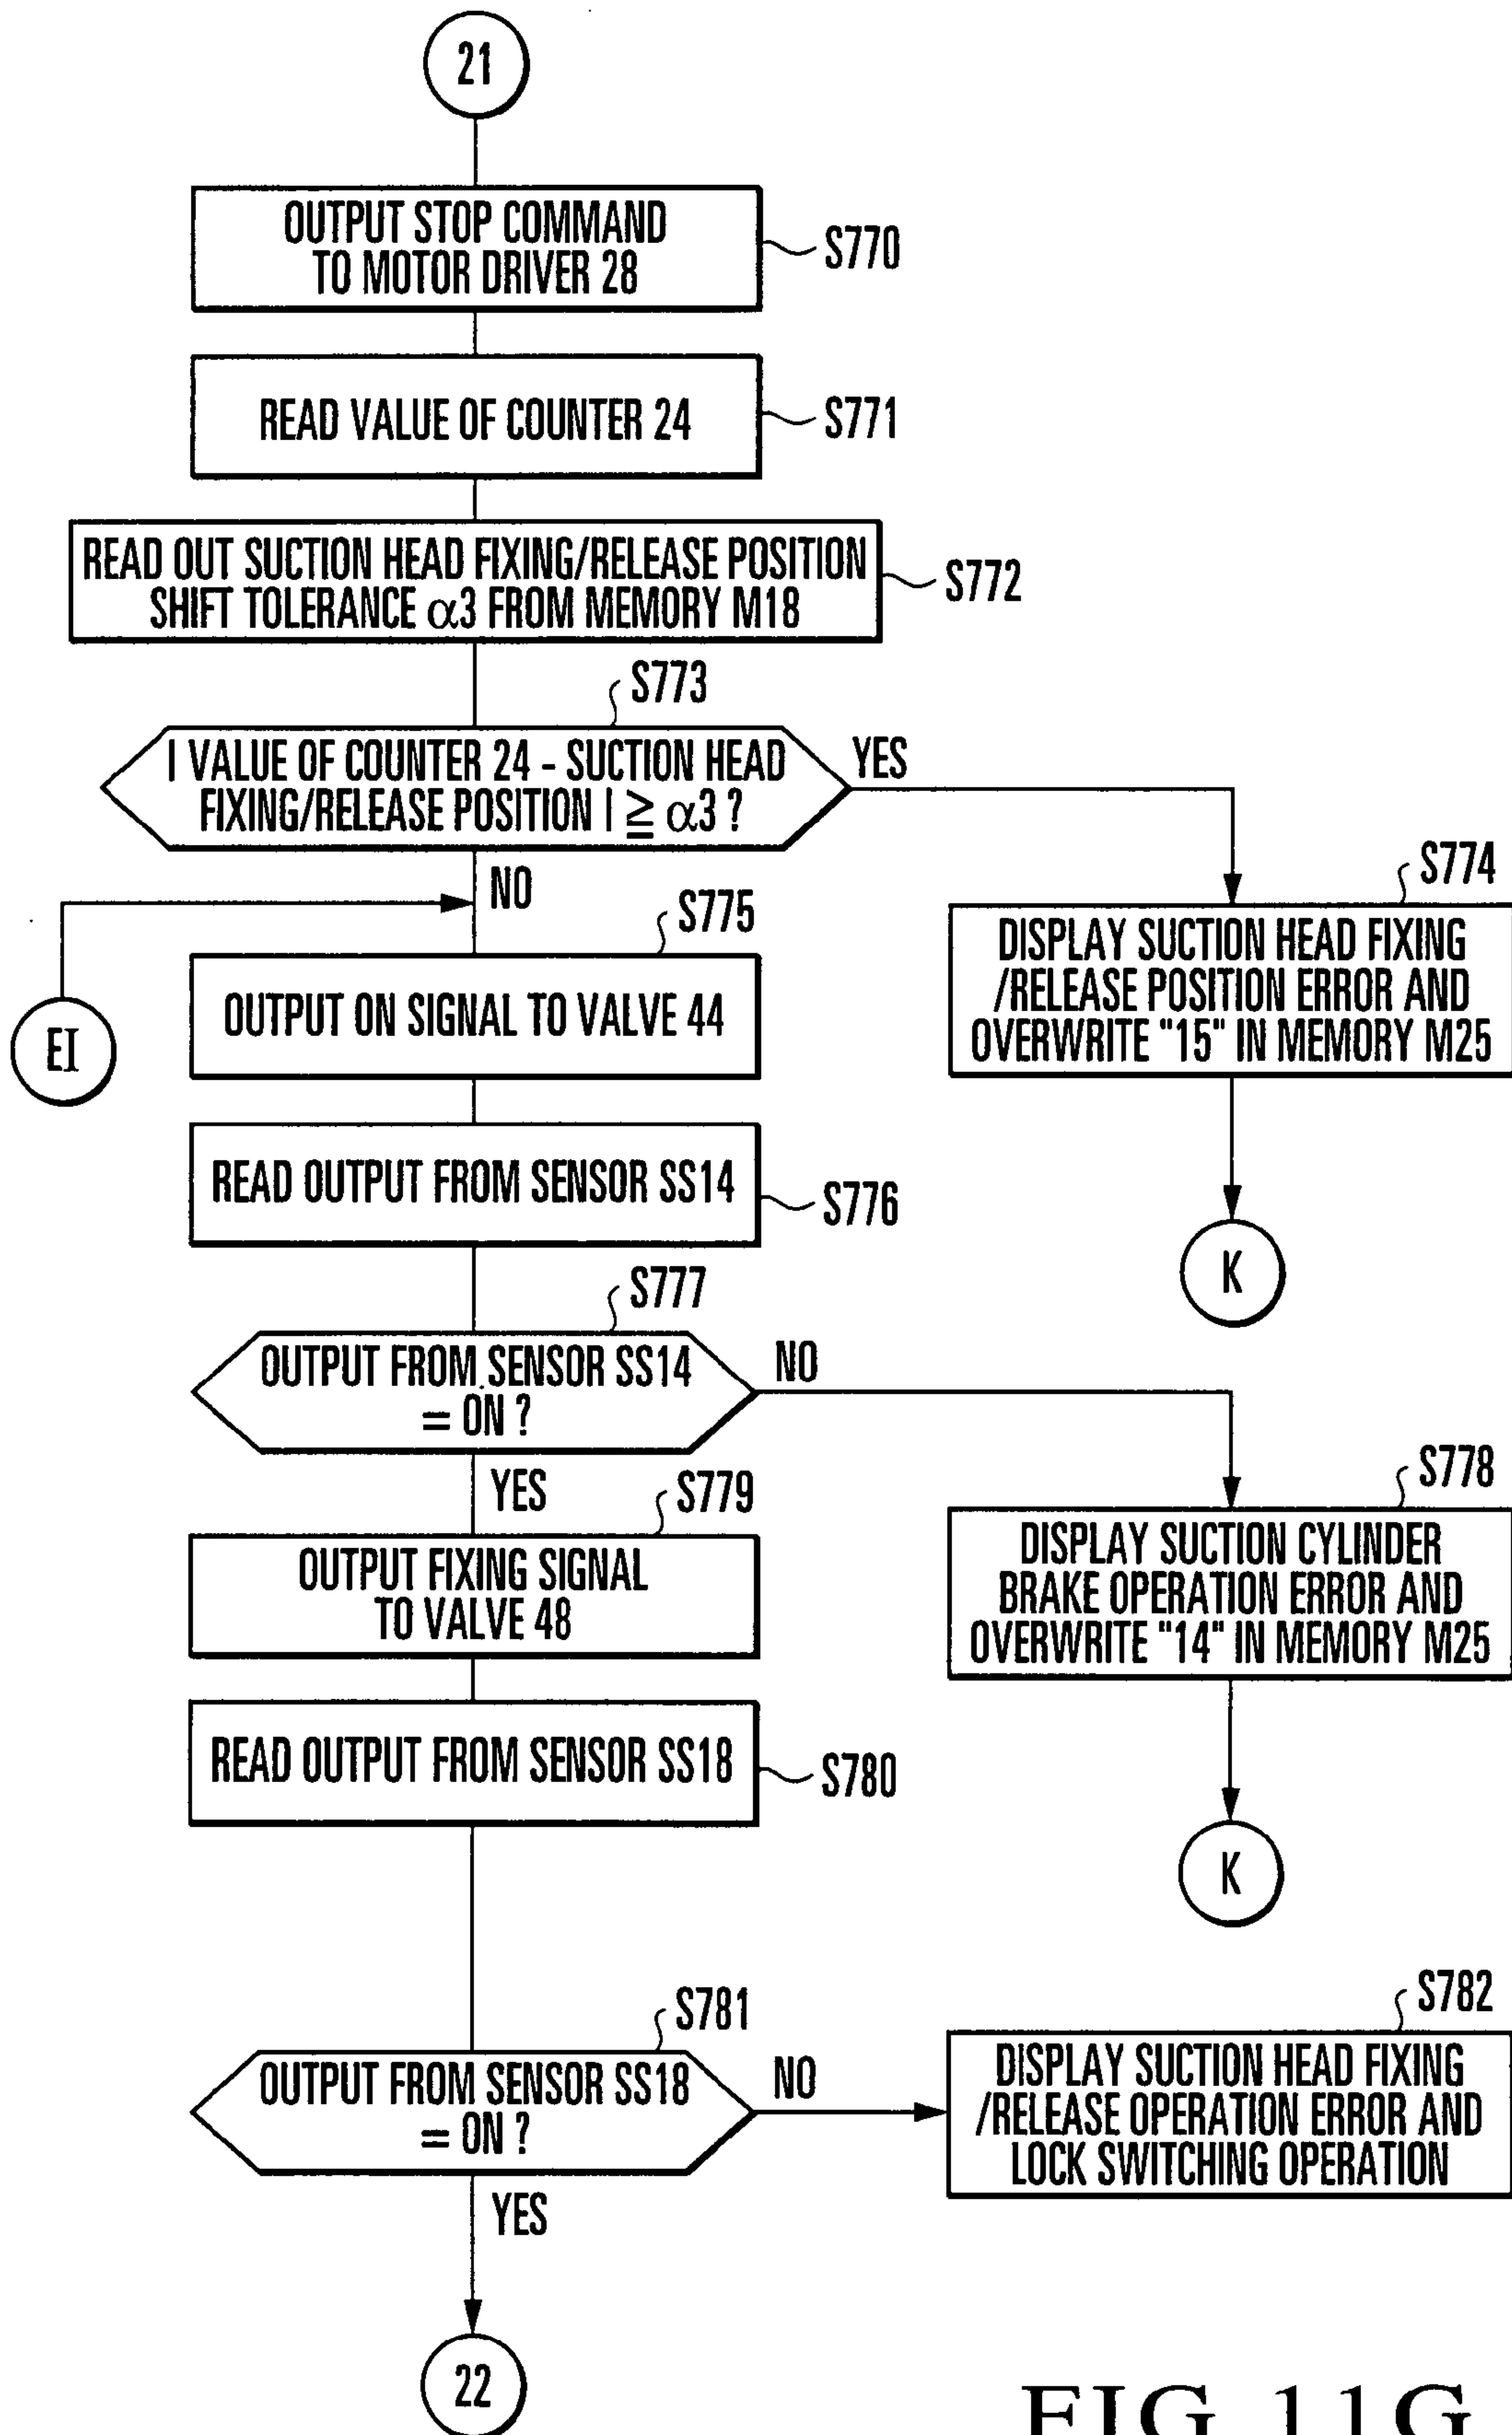 21
OUTPUT STOP COMMAND
TO MOTOR DRIVER 28
S770
READ VALUE OF COUNTER 24
S771
READ OUT SUCTION HEAD FIXING/RELEASE POSITION
SHIFT TOLERANCE α3 FROM MEMORY M18
S772
S773
| VALUE OF COUNTER 24 - SUCTION HEAD
FIXING/RELEASE POSITION | ≧ α3 ?
YES
NO
S774
DISPLAY SUCTION HEAD FIXING
/RELEASE POSITION ERROR AND
OVERWRITE "15" IN MEMORY M25
K
EI
S775
OUTPUT ON SIGNAL TO VALVE 44
READ OUTPUT FROM SENSOR SS14
S776
S777
OUTPUT FROM SENSOR SS14
= ON ?
NO
YES
S778
DISPLAY SUCTION CYLINDER
BRAKE OPERATION ERROR AND
OVERWRITE "14" IN MEMORY M25
K
S779
OUTPUT FIXING SIGNAL
TO VALVE 48
READ OUTPUT FROM SENSOR SS18
S780
S781
OUTPUT FROM SENSOR SS18
= ON ?
NO
S782
DISPLAY SUCTION HEAD FIXING
/RELEASE OPERATION ERROR AND
LOCK SWITCHING OPERATION
YES
22
FIG.11G